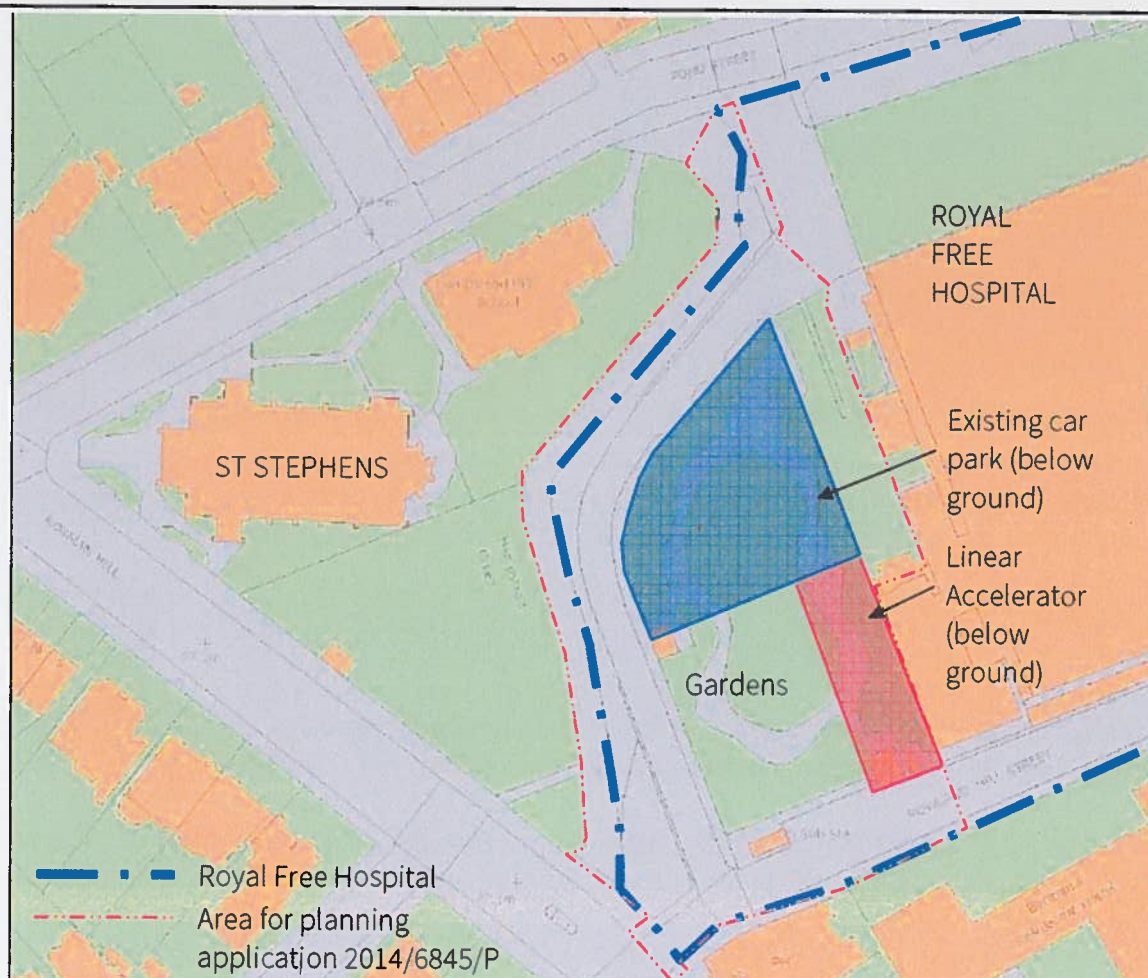 ROYAL
FREE
HOSPITAL
ST STEPHENS
Existing car
park (below
ground)
Linear
Accelerator
(below
ground)
Gardens
Royal Free Hospital
Area for planning
application 2014/6845/P